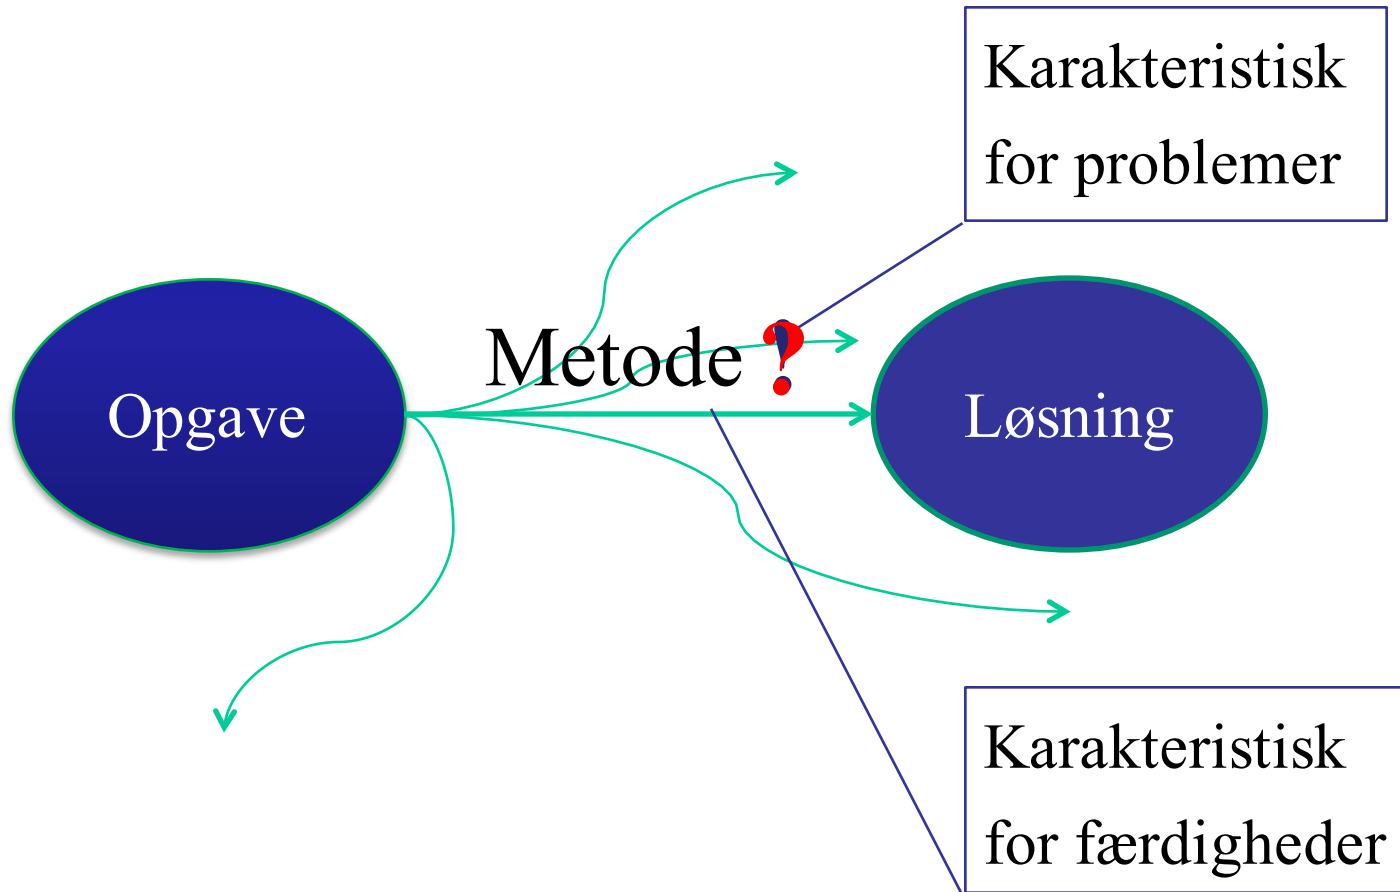 Karakteristisk
for problemer
Metode ?
Opgave
Løsning
Karakteristisk
for færdigheder